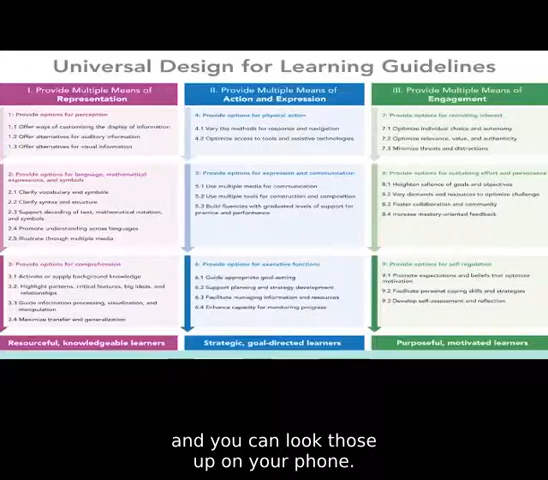 Universal Design for Learning Guidelines
I. Provide Multiple Means of
Representation
1: Provide options for perception
1.1 Offer ways of customizing the display of information
1.2 Offer alternatives for auditory information
1.3 Offer alternatives for visual information
2: Provide options for language, mathematical
expressions, and symbols
2.1 Clarify vocabulary and symbols
2.2 Clarify syntax and structure
2.3 Support decoding of text, mathematical notation,
and symbols
2.4 Promote understanding across languages
2.5 Illustrate through multiple media
3: Provide options for comprehension
3.1 Activate or supply background knowledge
3.2. Highlight patterns, critical features, big ideas, and
relationships
3.3 Guide information processing, visualization, and
manipulation
3.4 Maximize transfer and generalization
Resourceful, knowledgeable learners
II. Provide Multiple Means of
Action and Expression
4: Provide options for physical action
4.1 Vary the methods for response and navigation
4.2 Optimize access to tools and assistive technologies
5: Provide options for expression and communication
5.1 Use multiple media for communication
5.2 Use multiple tools for construction and composition
5.3 Build fluencies with graduated levels of support for
practice and performance
6: Provide options for executive functions
6.1 Guide appropriate goal-setting
6.2 Support planning and strategy development
6.3 Facilitate managing information and resources
6.4 Enhance capacity for monitoring progress
Strategic, goal-directed learners
III. Provide Multiple Means of
Engagement
7: Provide options for recruiting interest
7.1 Optimize individual choice and autonomy
7.2 Optimize relevance, value, and authenticity
7.3 Minimize threats and distractions
8: Provide options for sustaining effort and persistence
8.1 Heighten salience of goals and objectives
8.2 Vary demands and resources to optimize challenge
8.3 Foster collaboration and community
8.4 Increase mastery-oriented feedback
9: Provide options for self-regulation
9.1 Promote expectations and beliefs that optimize
motivation
9.2 Facilitate personal coping skills and strategies
9.3 Develop self-assessment and reflection
Purposeful, motivated learners
and you can look those
up on your phone.